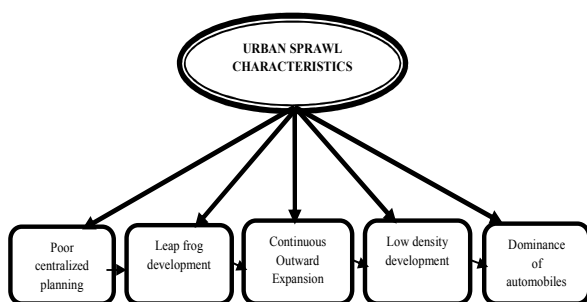 URBAN SPRAWL
CHARACTERISTICS
Poor
centralized
planning
Leap frog
development
Continuous
Outward
Expansion
Low density
development
Dominance
of
automobiles